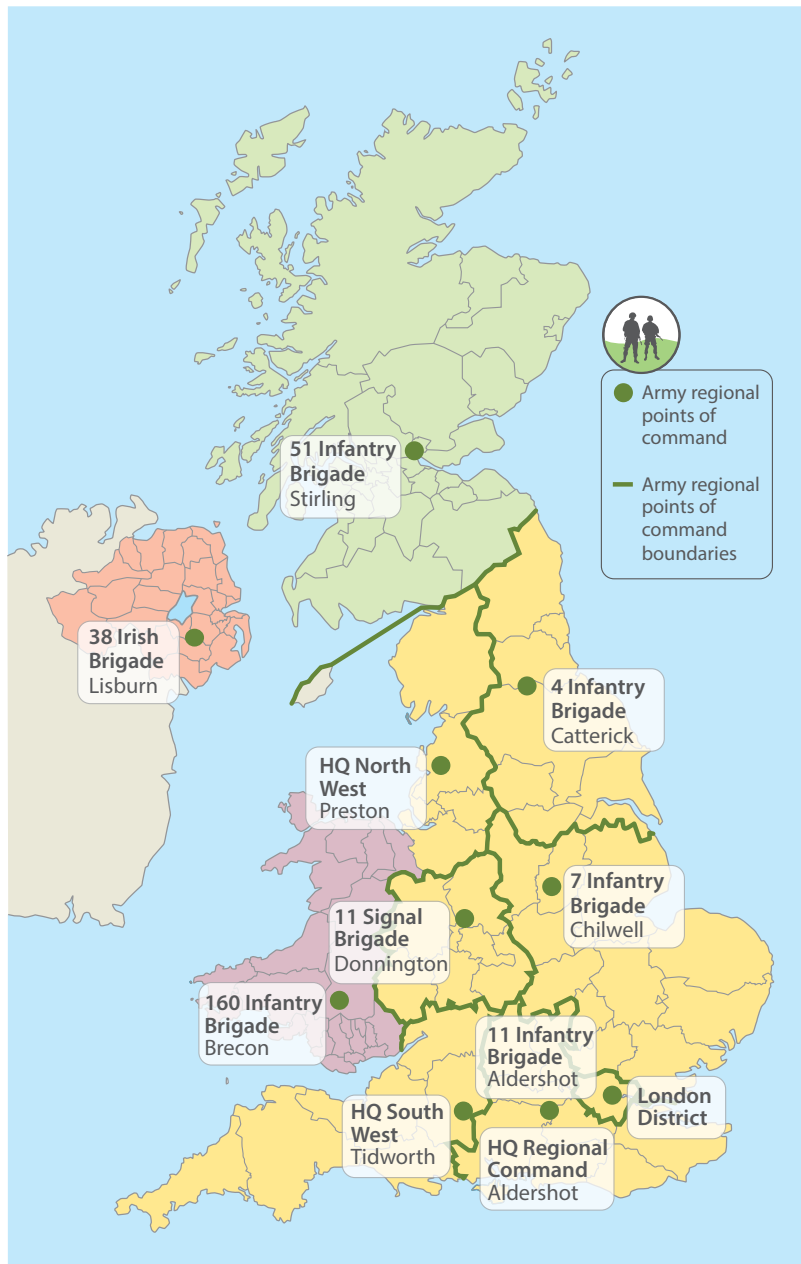 Army regional
points of
command
Army regional
points of
command
boundaries
51 Infantry
Brigade
Stirling
38 Irish
Brigade
Lisburn
4 Infantry
Brigade
Catterick
HQ North
West
Preston
7 Infantry
Brigade
Chilwell
11 Signal
Brigade
Donnington
160 Infantry
Brigade
Brecon
11 Infantry
Brigade
Aldershot
London
District
HQ South
West
Tidworth
HQ Regional
Command
Aldershot